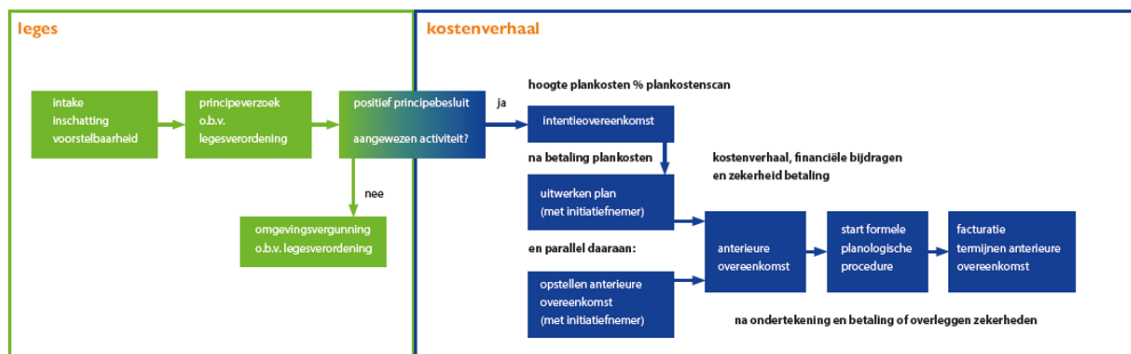 leges
kostenverhaal
intake
inschatting
voorstelbaarheid
principeverzoek
o.b.v.
legesverordening
positief principebesluit
aangewezen activiteit?
ja
nee
omgevingsvergunning
o.b.v. legesverordening
hoogte plankosten % plankostenscan
intentieovereenkomst
na betaling plankosten
uitwerken plan
(met initiatiefnemer)
en parallel daaraan:
opstellen anterieure
overeenkomst
(met initiatiefnemer)
kostenverhaal, financiële bijdragen
en zekerheid betaling
anterieure
overeenkomst
start formele
planologische
procedure
facturatie
termijnen anterieure
overeenkomst
na ondertekening en betaling of overleggen zekerheden